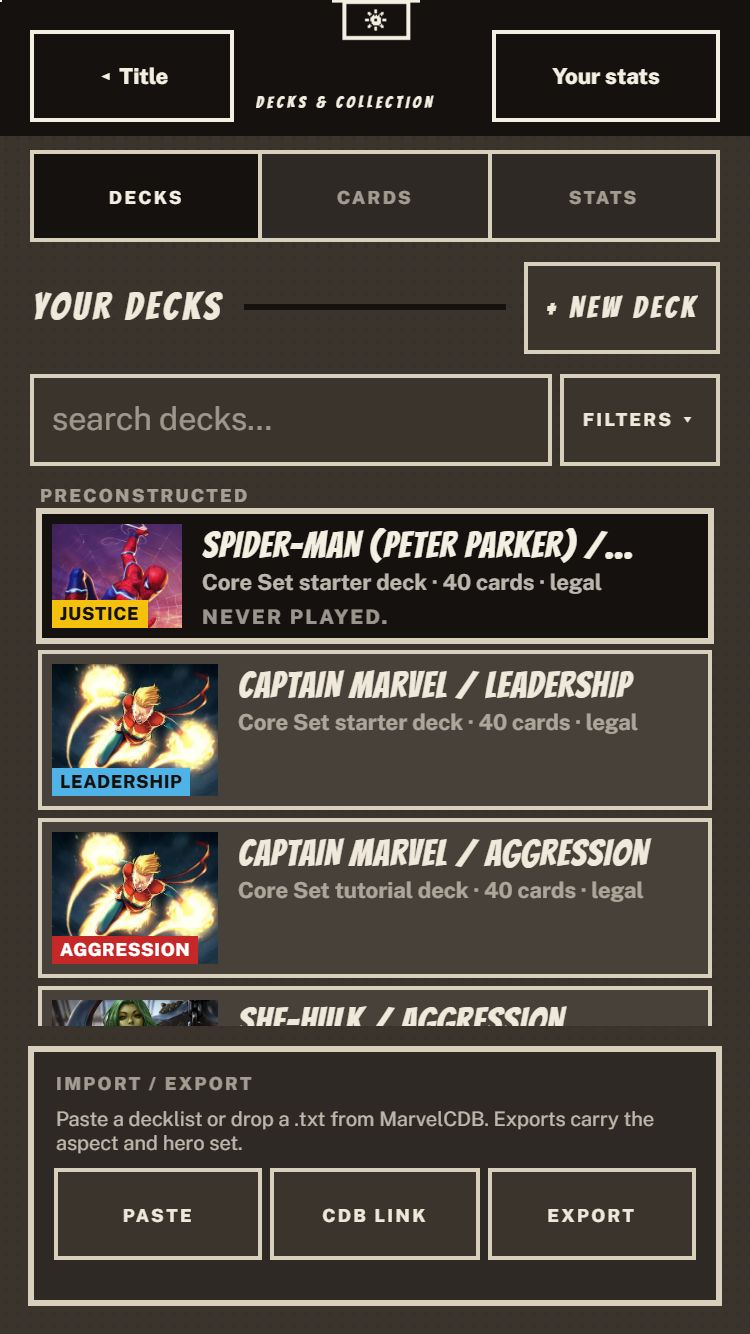 ◂ Title
DECKS & COLLECTION
Your stats
DECKS
CARDS
STATS
YOUR DECKS
+ NEW DECK
search decks...
FILTERS ▾
PRECONSTRUCTED
SPIDER-MAN (PETER PARKER) /...
Core Set starter deck · 40 cards · legal
NEVER PLAYED.
JUSTICE
CAPTAIN MARVEL / LEADERSHIP
Core Set starter deck · 40 cards · legal
LEADERSHIP
CAPTAIN MARVEL / AGGRESSION
Core Set tutorial deck · 40 cards · legal
AGGRESSION
SHE-HULK / AGGRESSION
IMPORT / EXPORT
Paste a decklist or drop a .txt from MarvelCDB. Exports carry the
aspect and hero set.
PASTE
CDB LINK
EXPORT